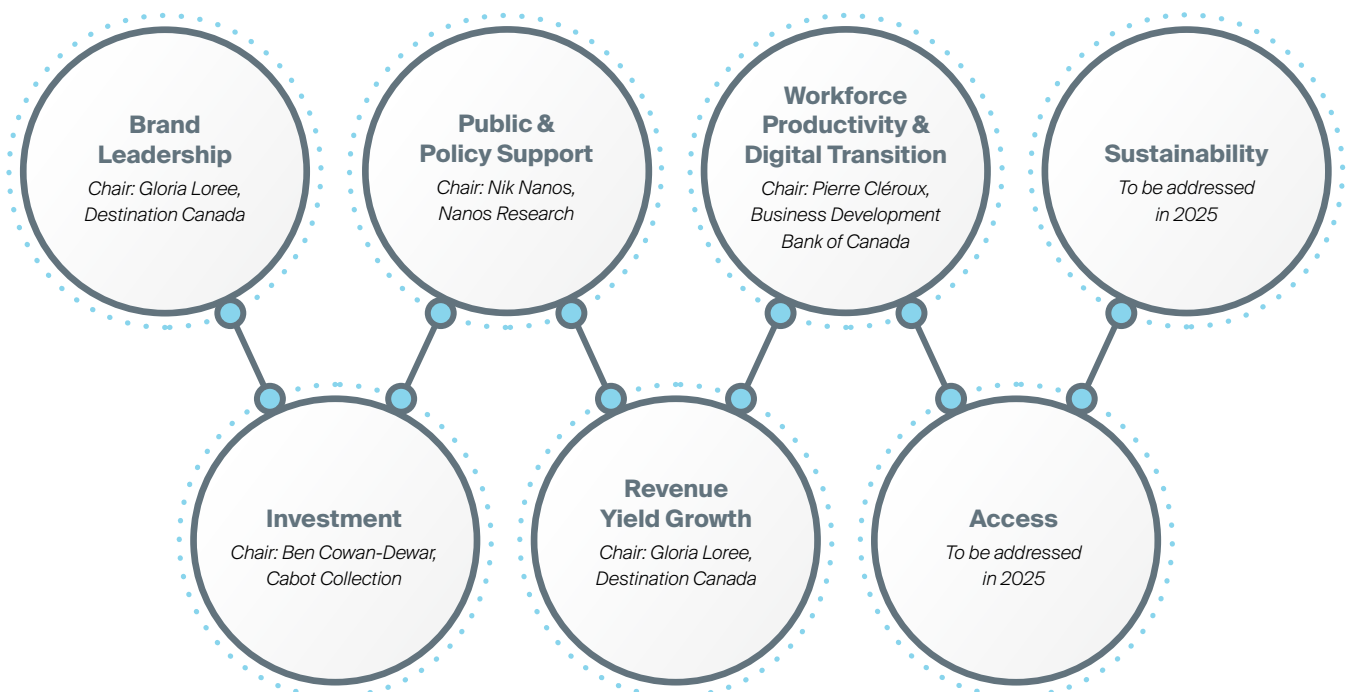 Brand
Leadership
Chair: Gloria Loree,
Destination Canada
Public &
Policy Support
Chair: Nik Nanos,
Nanos Research
Workforce
Productivity &
Digital Transition
Chair: Pierre Cléroux,
Business Development
Bank of Canada
Sustainability
To be addressed
in 2025
Investment
Chair: Ben Cowan-Dewar,
Cabot Collection
Revenue
Yield Growth
Chair: Gloria Loree,
Destination Canada
Access
To be addressed
in 2025